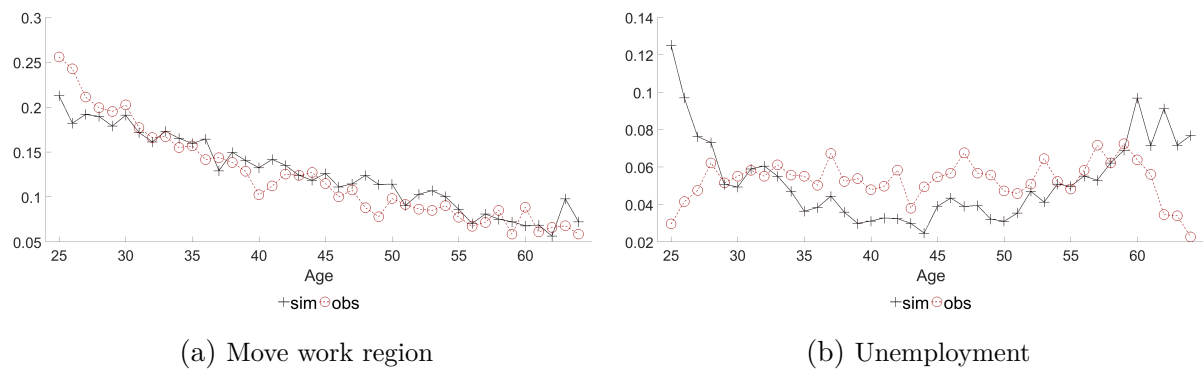 0.3
0.25
0.2
0.15
0.1
0.05
25 30 35 40 45 50 55 60
Age
sim obs
(a) Move work region
0.14
0.12
0.1
0.08
0.06
0.04
0.02
25 30 35 40 45 50 55 60
Age
sim obs
(b) Unemployment